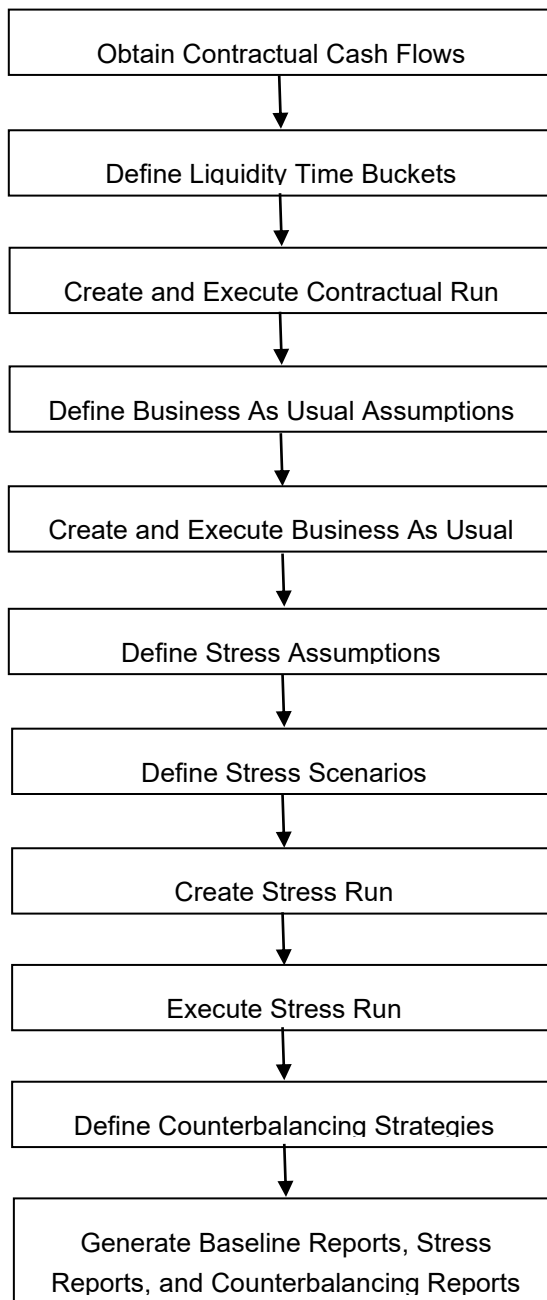 Obtain Contractual Cash Flows
Define Liquidity Time Buckets
Create and Execute Contractual Run
Define Business As Usual Assumptions
Create and Execute Business As Usual
Define Stress Assumptions
Define Stress Scenarios
Create Stress Run
Execute Stress Run
Define Counterbalancing Strategies
Generate Baseline Reports, Stress
Reports, and Counterbalancing Reports